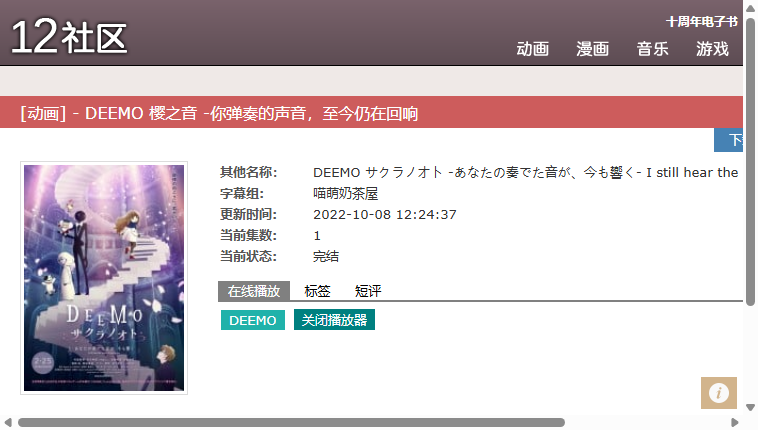 12社区
十周年电子书
动画 漫画 音乐 游戏
[动画] - DEEMO 樱之音 -你弹奏的声音，至今仍在回响
其他名称： DEEMO サクラノオト -あなたの奏でた音が、今も響く- I still hear the
字幕组： 喵萌奶茶屋
更新时间： 2022-10-08 12:24:37
当前集数： 1
当前状态： 完结
在线播放 标签 短评
DEEMO 关闭播放器
DEEMO
サクラノオト
2-25